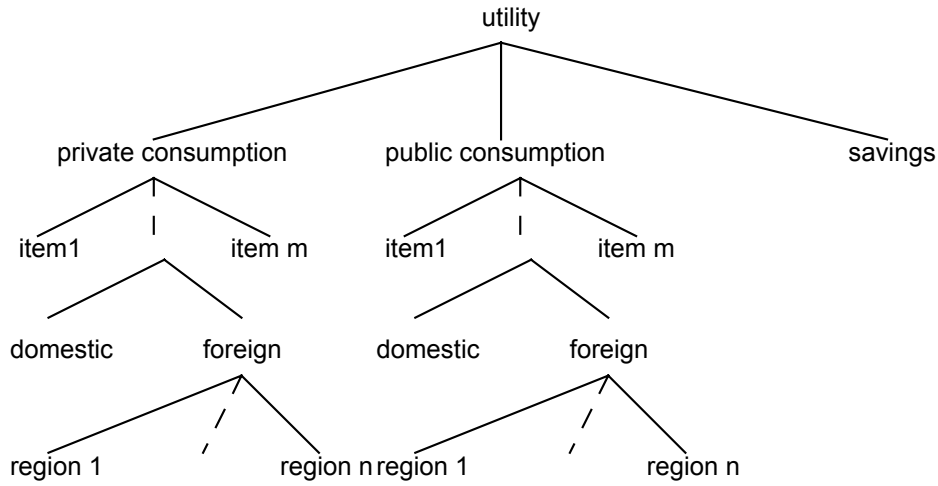 utility
private consumption public consumption savings
item1 item m item1 item m
domestic foreign domestic foreign
region 1 region n region 1 region n